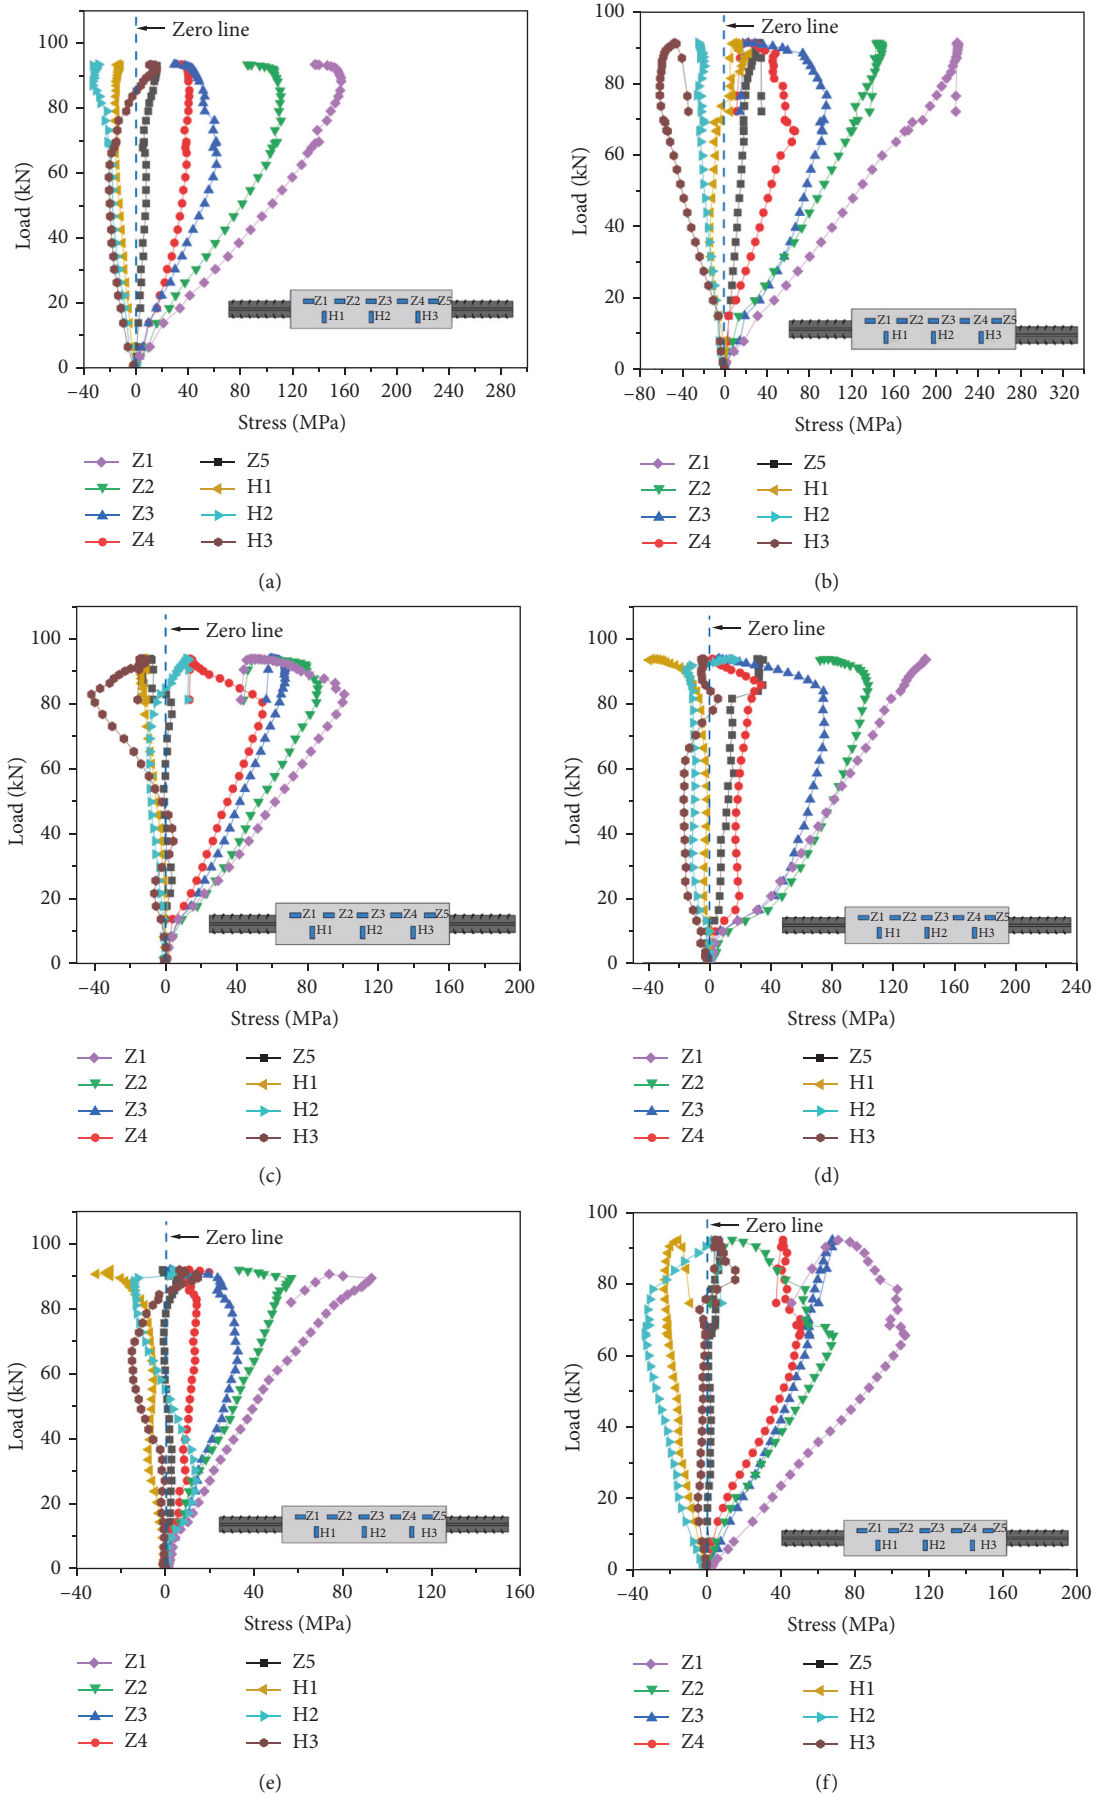 Zero line
100
80
60
40
20
0
Load (kN)
Z1 Z2 Z3 Z4 Z5
H1 H2 H3
−40 0 40 80 120 160 200 240 280
Stress (MPa)
Z1 Z5
Z2 H1
Z3 H2
Z4 H3
(a)
Zero line
100
80
60
40
20
0
Load (kN)
Z1 Z2 Z3 Z4 Z5
H1 H2 H3
−80 −40 0 40 80 120 160 200 240 280 320
Stress (MPa)
Z1 Z5
Z2 H1
Z3 H2
Z4 H3
(b)
Zero line
100
80
60
40
20
0
Load (kN)
Z1 Z2 Z3 Z4 Z5
H1 H2 H3
−40 0 40 80 120 160 200
Stress (MPa)
Z1 Z5
Z2 H1
Z3 H2
Z4 H3
(c)
Zero line
100
80
60
40
20
0
Load (kN)
Z1 Z2 Z3 Z4 Z5
H1 H2 H3
−40 0 40 80 120 160 200 240
Stress (MPa)
Z1 Z5
Z2 H1
Z3 H2
Z4 H3
(d)
Zero line
100
80
60
40
20
0
Load (kN)
Z1 Z2 Z3 Z4 Z5
H1 H2 H3
−40 0 40 80 120 160
Stress (MPa)
Z1 Z5
Z2 H1
Z3 H2
Z4 H3
(e)
100
Zero line
80
60
40
20
0
Load (kN)
Z1 Z2 Z3 Z4 Z5
H1 H2 H3
−40 0 40 80 120 160 200
Stress (MPa)
Z1 Z5
Z2 H1
Z3 H2
Z4 H3
(f)